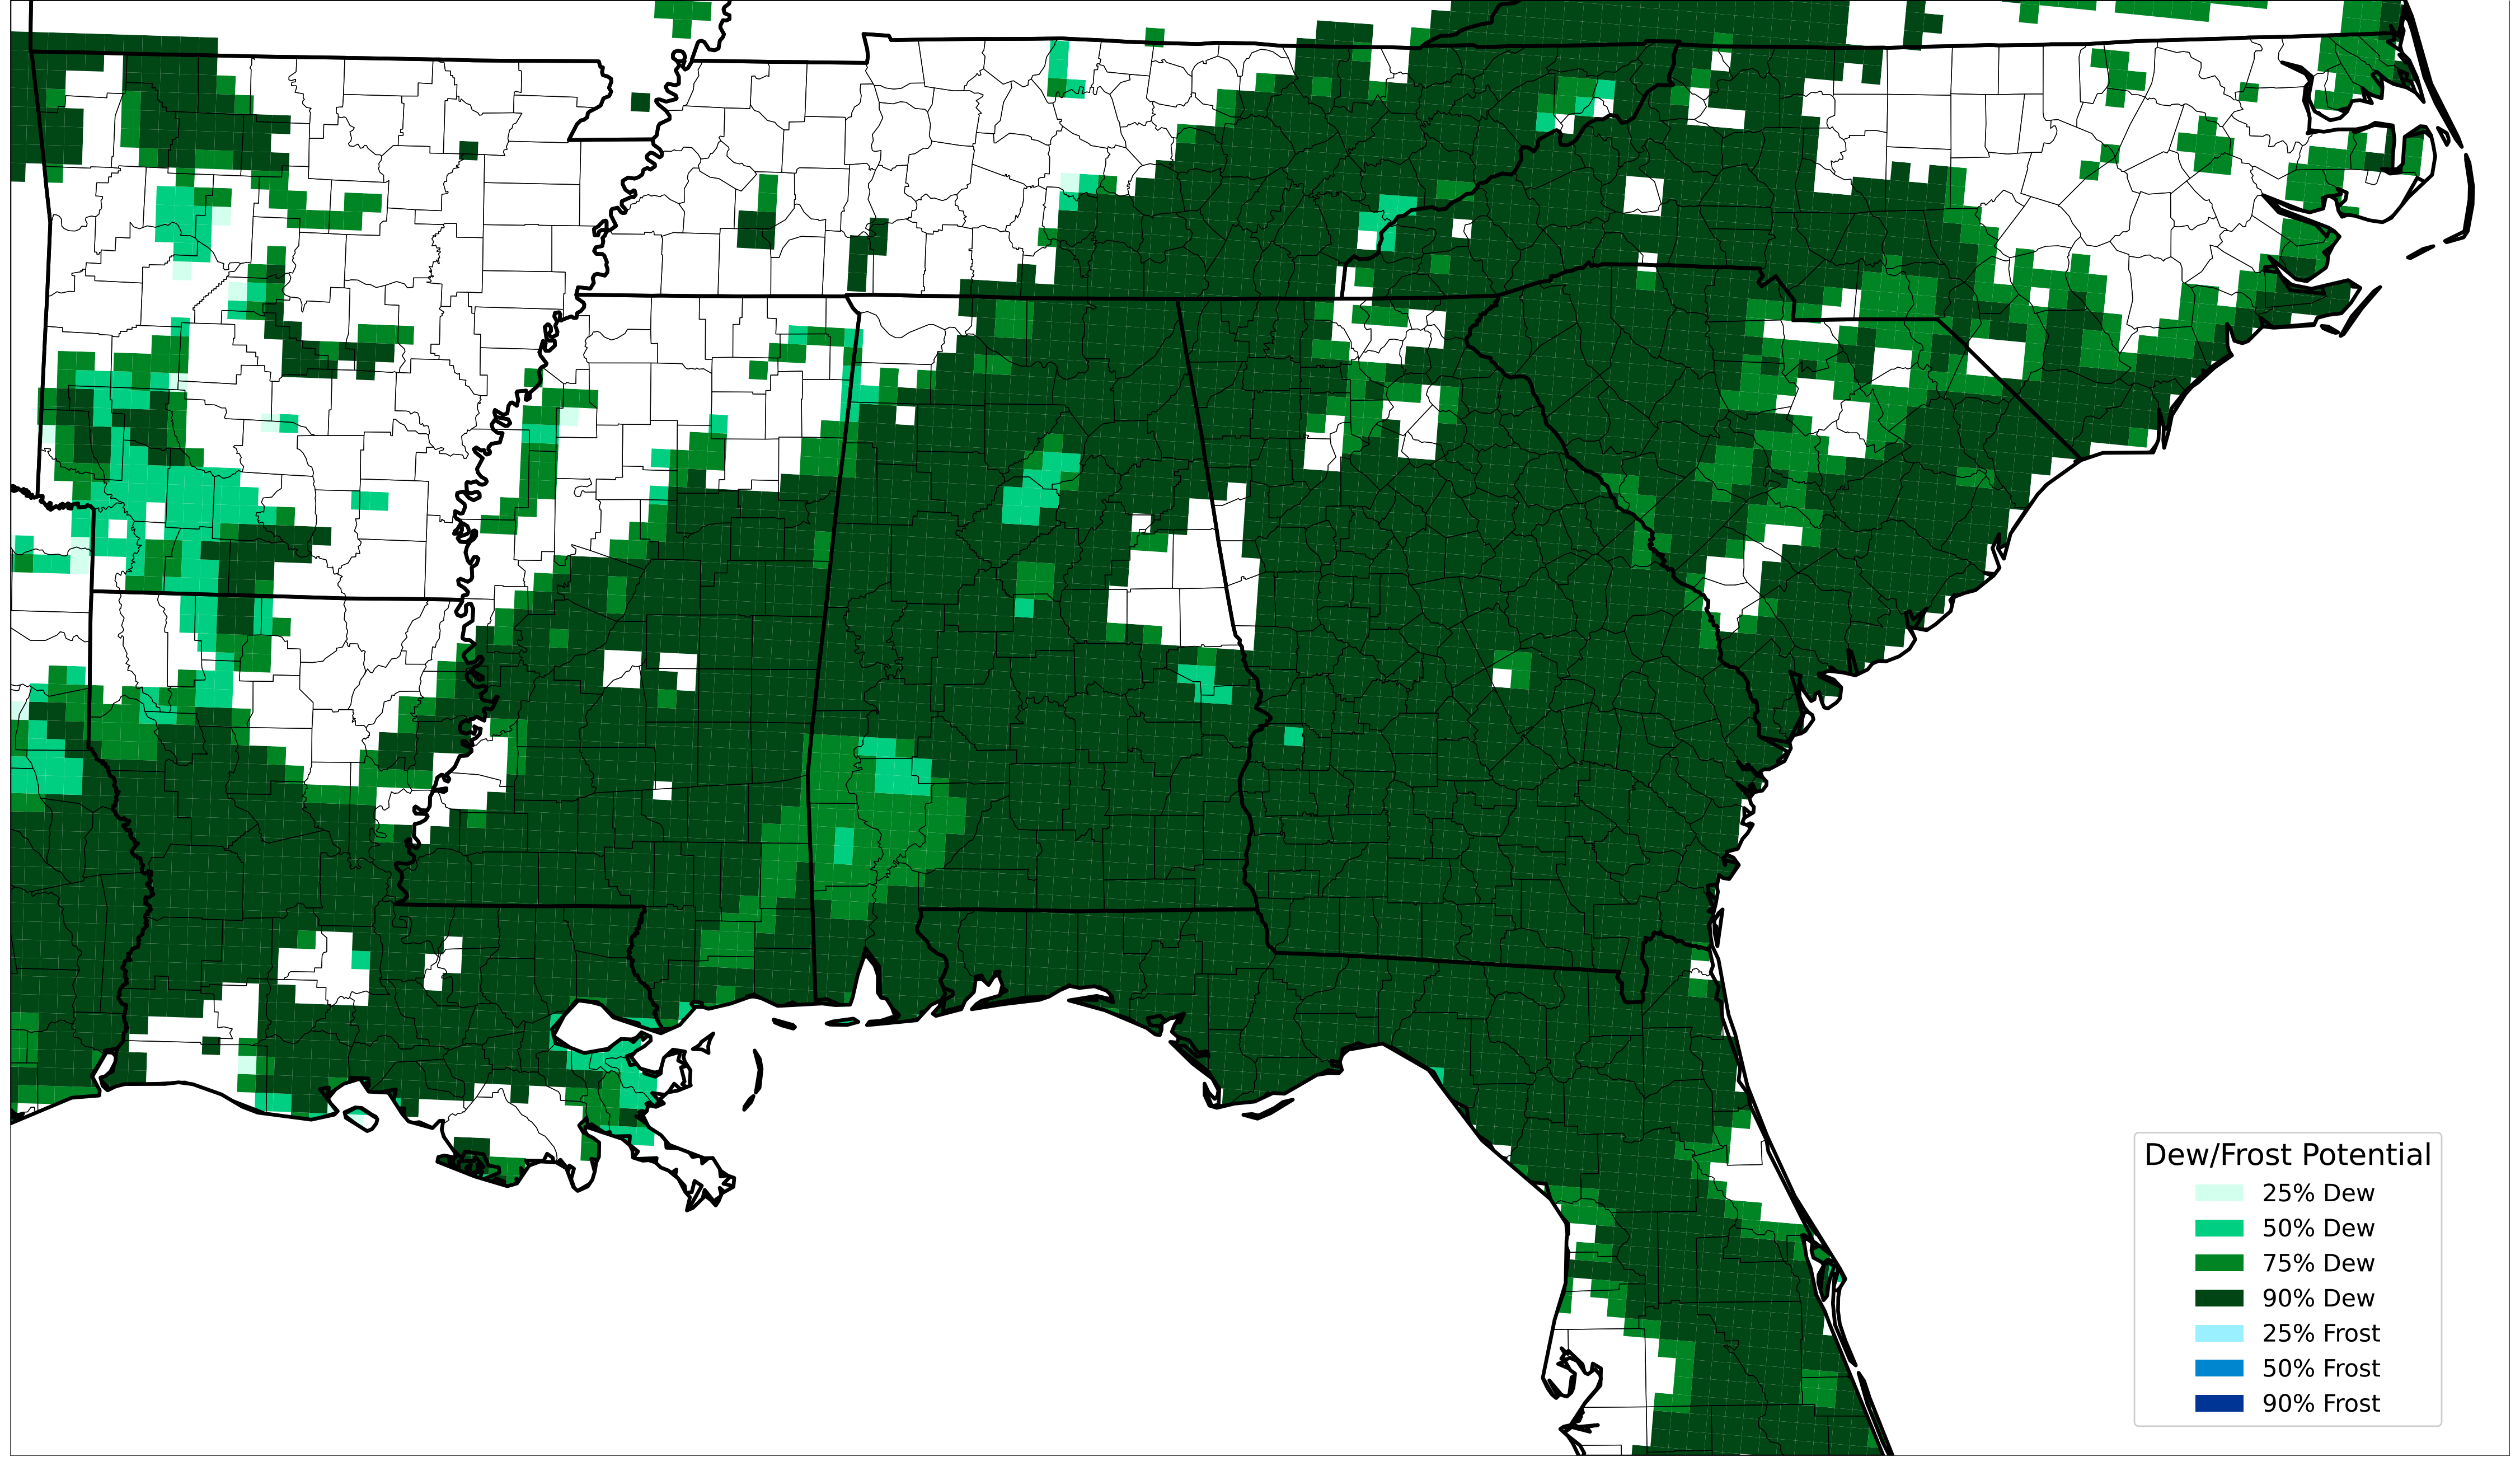 Dew/Frost Potential
25% Dew
50% Dew
75% Dew
90% Dew
25% Frost
50% Frost
90% Frost